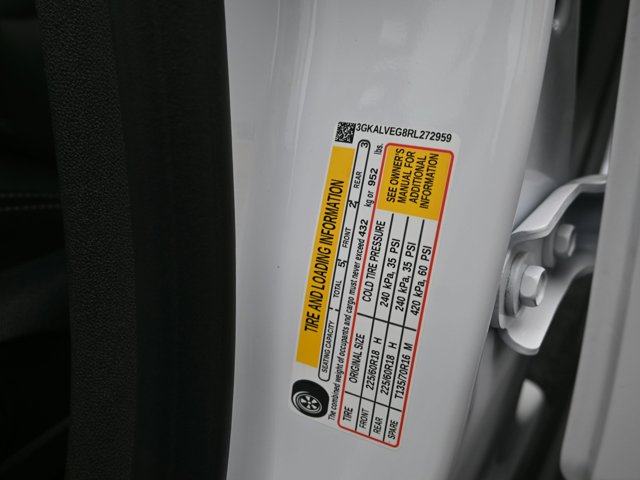 3GKALVEG8RL272959
TIRE AND LOADING INFORMATION
SEATING CAPACITY TOTAL 5 FRONT 2 REAR 3
The combined weight of occupants and cargo must never exceed 432 kg or 952 lbs.
TIRE ORIGINAL SIZE COLD TIRE PRESSURE SEE OWNER'S
MANUAL FOR
ADDITIONAL
INFORMATION
FRONT 225/60R18 H 240 kPa, 35 PSI
REAR 225/60R18 H 240 kPa, 35 PSI
SPARE T135/70R16 M 420 kPa, 60 PSI